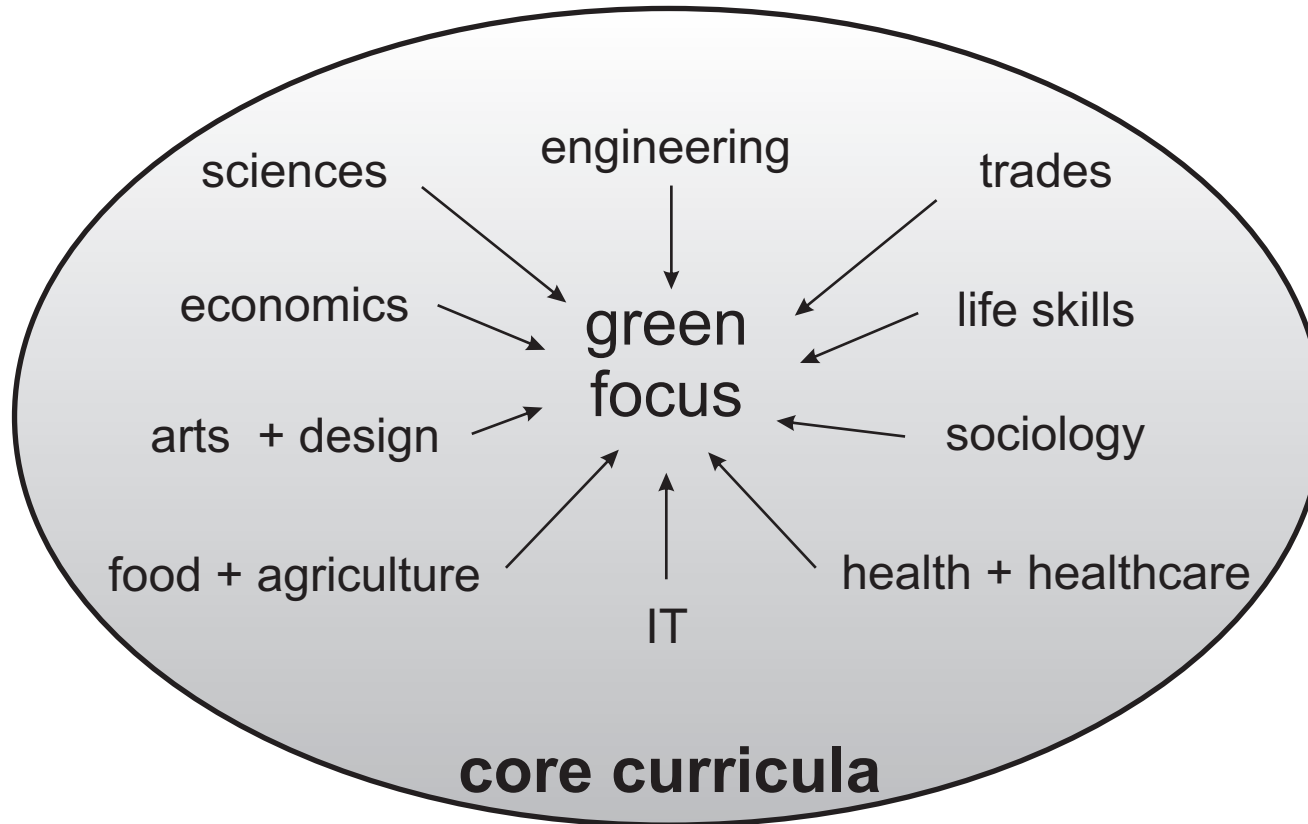 engineering
sciences
trades
economics
life skills
green
focus
arts + design
sociology
food + agriculture
health + healthcare
IT
core curricula